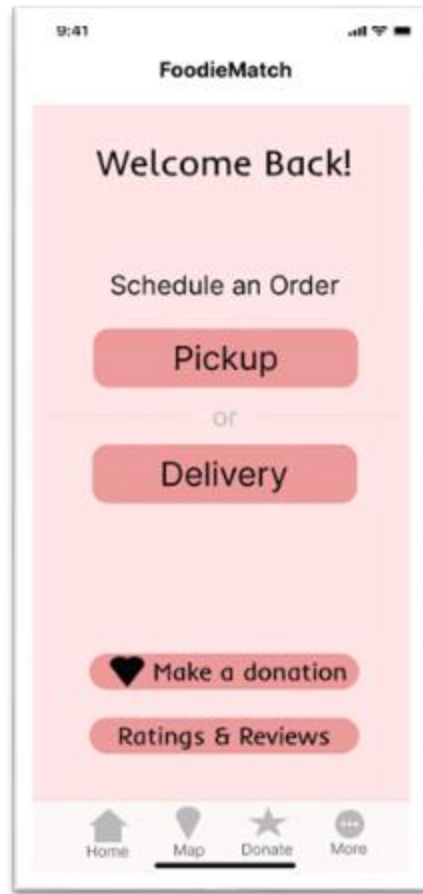 9:41
FoodieMatch
Welcome Back!
Schedule an Order
Pickup
or
Delivery
Make a donation
Ratings & Reviews
Home Map Donate More